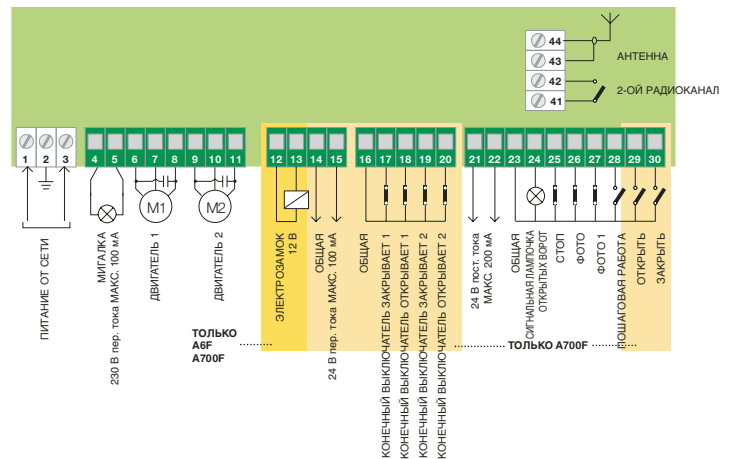 44
43
АНТЕННА
42
2-ОЙ РАДИОКАНАЛ
41
1 2 3
4 5 6 7 8 9 10 11
12 13 14 15
16 17 18 19 20
21 22 23 24 25 26 27 28 29 30
M1
M2
ПИТАНИЕ ОТ СЕТИ
МИГАЛКА
230 В пер. тока МАКС. 100 мА
ДВИГАТЕЛЬ 1
ДВИГАТЕЛЬ 2
ЭЛЕКТРОЗАМОК
12 В
ОБЩАЯ
24 В пер. тока МАКС. 100 мА
ОБЩАЯ
КОНЕЧНЫЙ ВЫКЛЮЧАТЕЛЬ ЗАКРЫВАЕТ 1
КОНЕЧНЫЙ ВЫКЛЮЧАТЕЛЬ ОТКРЫВАЕТ 1
КОНЕЧНЫЙ ВЫКЛЮЧАТЕЛЬ ЗАКРЫВАЕТ 2
КОНЕЧНЫЙ ВЫКЛЮЧАТЕЛЬ ОТКРЫВАЕТ 2
24 В пост. тока
МАКС. 200 мА
ОБЩАЯ
СИГНАЛЬНАЯ ЛАМПОЧКА
ОТКРЫТЫХ ВОРОТ
СТОП
ФОТО
ФОТО 1
ПОШАГОВАЯ РАБОТА
ОТКРЫТЬ
ЗАКРЫТЬ
ТОЛЬКО
A6F
A700F
ТОЛЬКО A700F